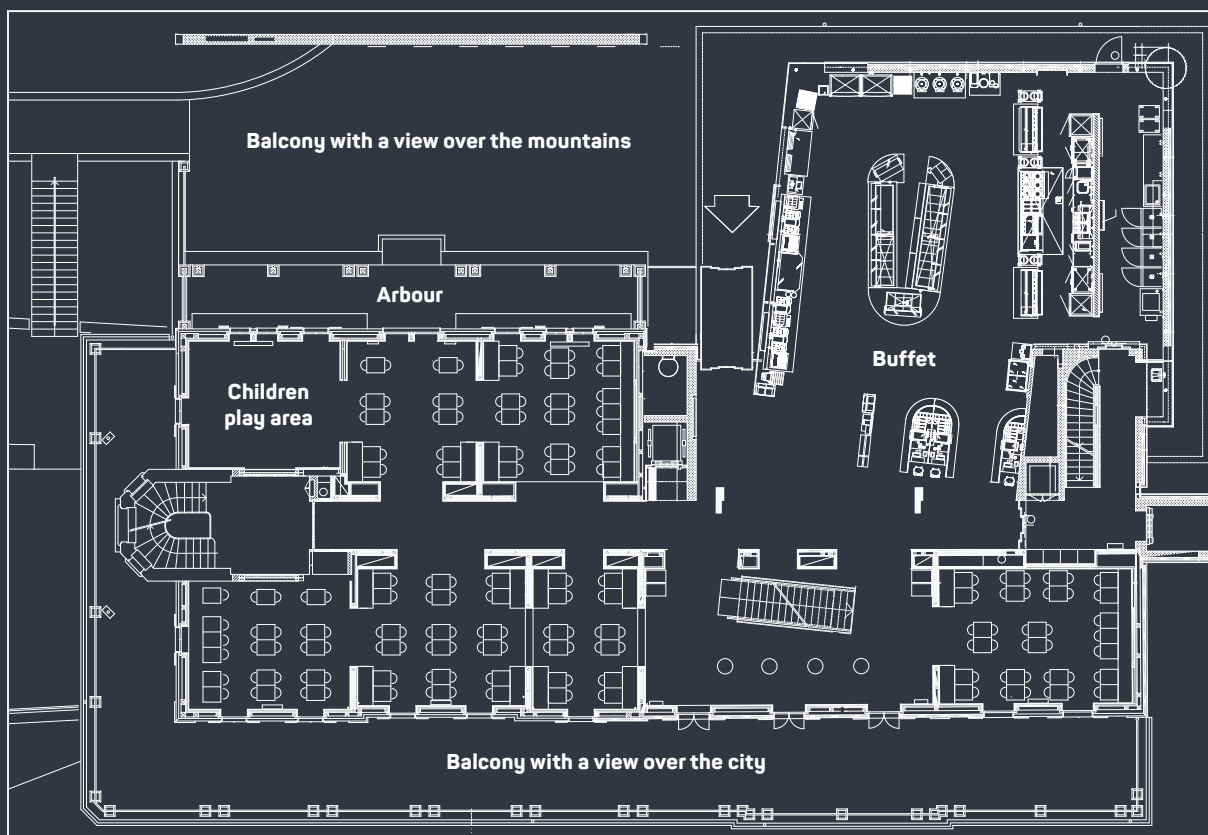 Balcony with a view over the mountains
Arbour
Buffet
Children
play area
Balcony with a view over the city